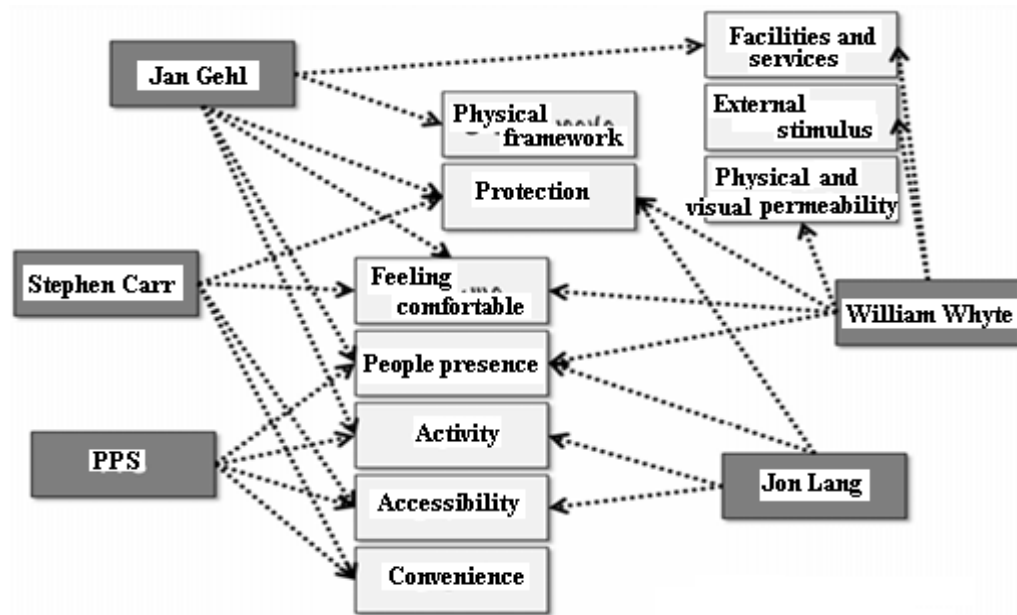 Jan Gehl
Facilities and
services
External
stimulus
Physical and
visual permeability
Physical
framework
Protection
Stephen Carr
Feeling
comfortable
William Whyte
People presence
PPS
Activity
Jon Lang
Accessibility
Convenience